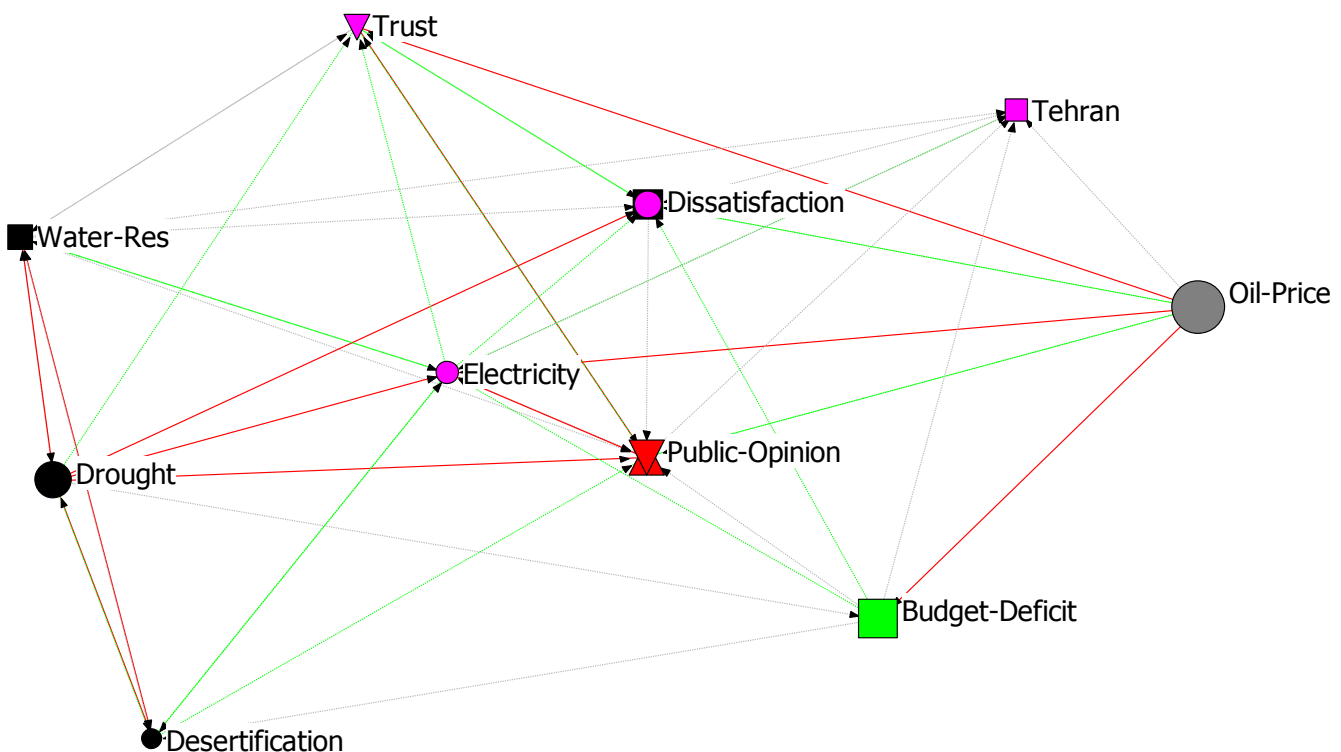 Trust
Tehran
Dissatisfaction
Water-Res
Oil-Price
Electricity
Public-Opinion
Drought
Budget-Deficit
Desertification